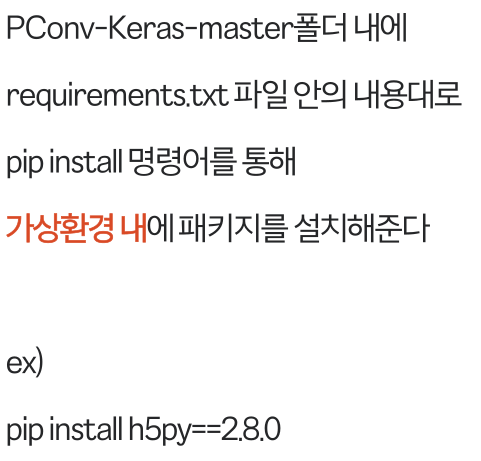 PConv-Keras-master폴더 내에
requirements.txt 파일 안의 내용대로
pip install 명령어를 통해
가상환경 내에 패키지를 설치해준다
ex)
pip install h5py==2.8.0